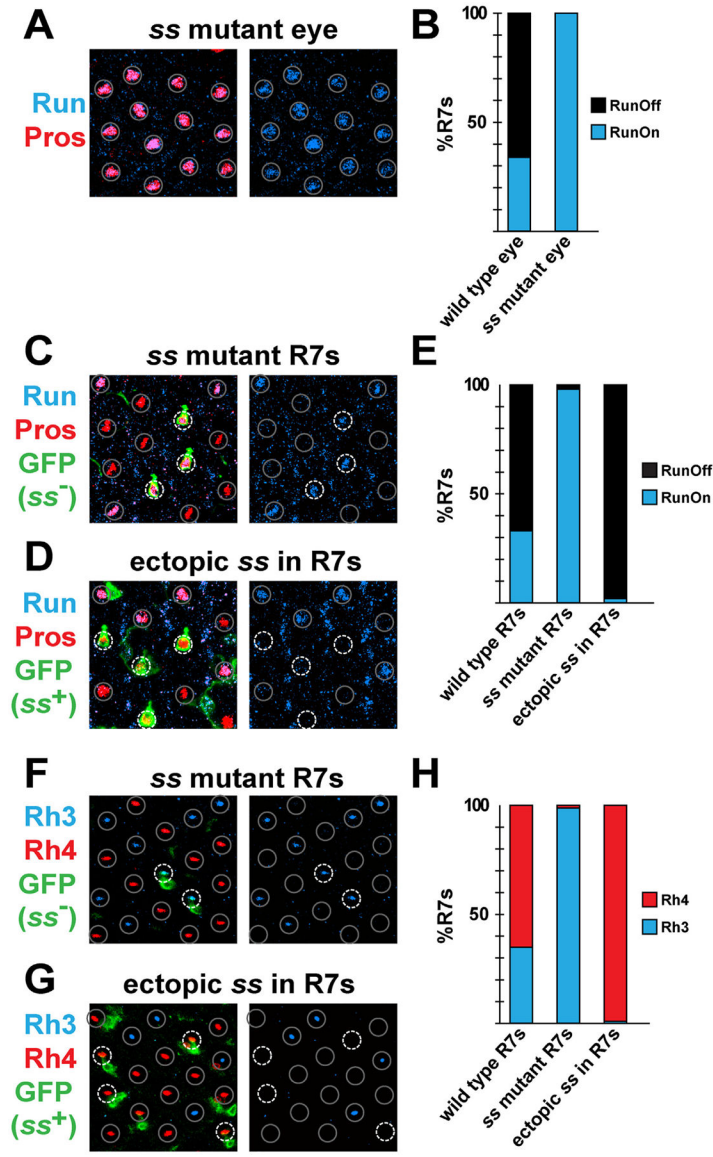 A
ss mutant eye
Run
Pros
B
100
50
%R7s
RunOff
RunOn
wild type eye
ss mutant eye
C
ss mutant R7s
Run
Pros
GFP
(ss-)
D
ectopic ss in R7s
Run
Pros
GFP
(ss+)
E
100
50
%R7s
RunOff
RunOn
wild type R7s
ss mutant R7s
ectopic ss in R7s
F
ss mutant R7s
Rh3
Rh4
GFP
(ss-)
G
ectopic ss in R7s
Rh3
Rh4
GFP
(ss+)
H
100
50
%R7s
Rh4
Rh3
wild type R7s
ss mutant R7s
ectopic ss in R7s